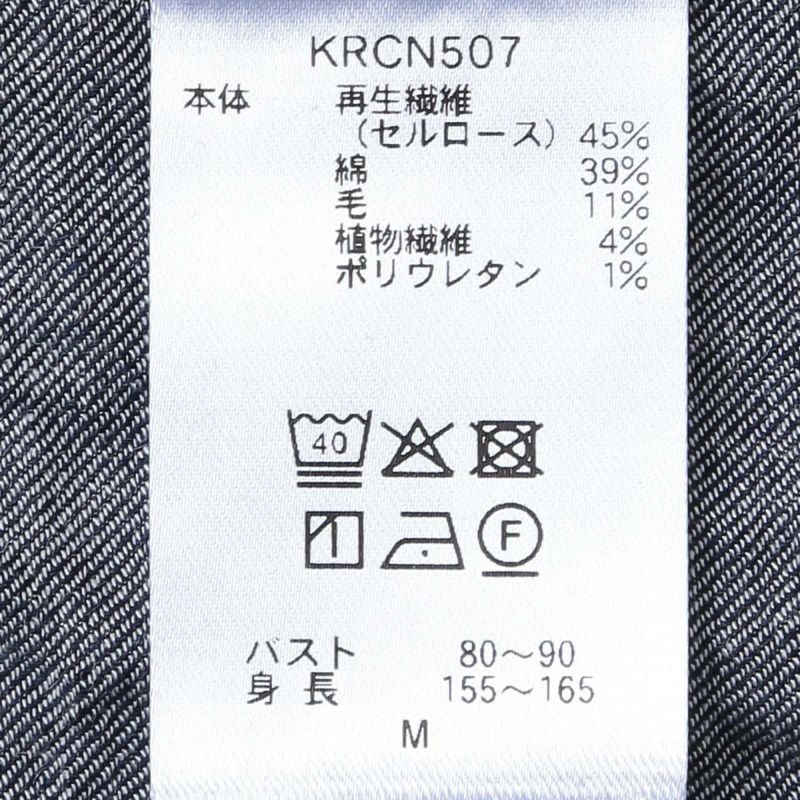 KRCN507
本体 再生繊維
(セルロース) 45%
綿 39%
毛 11%
植物繊維 4%
ポリウレタン 1%
40
F
バスト 80〜90
身長 155〜165
M